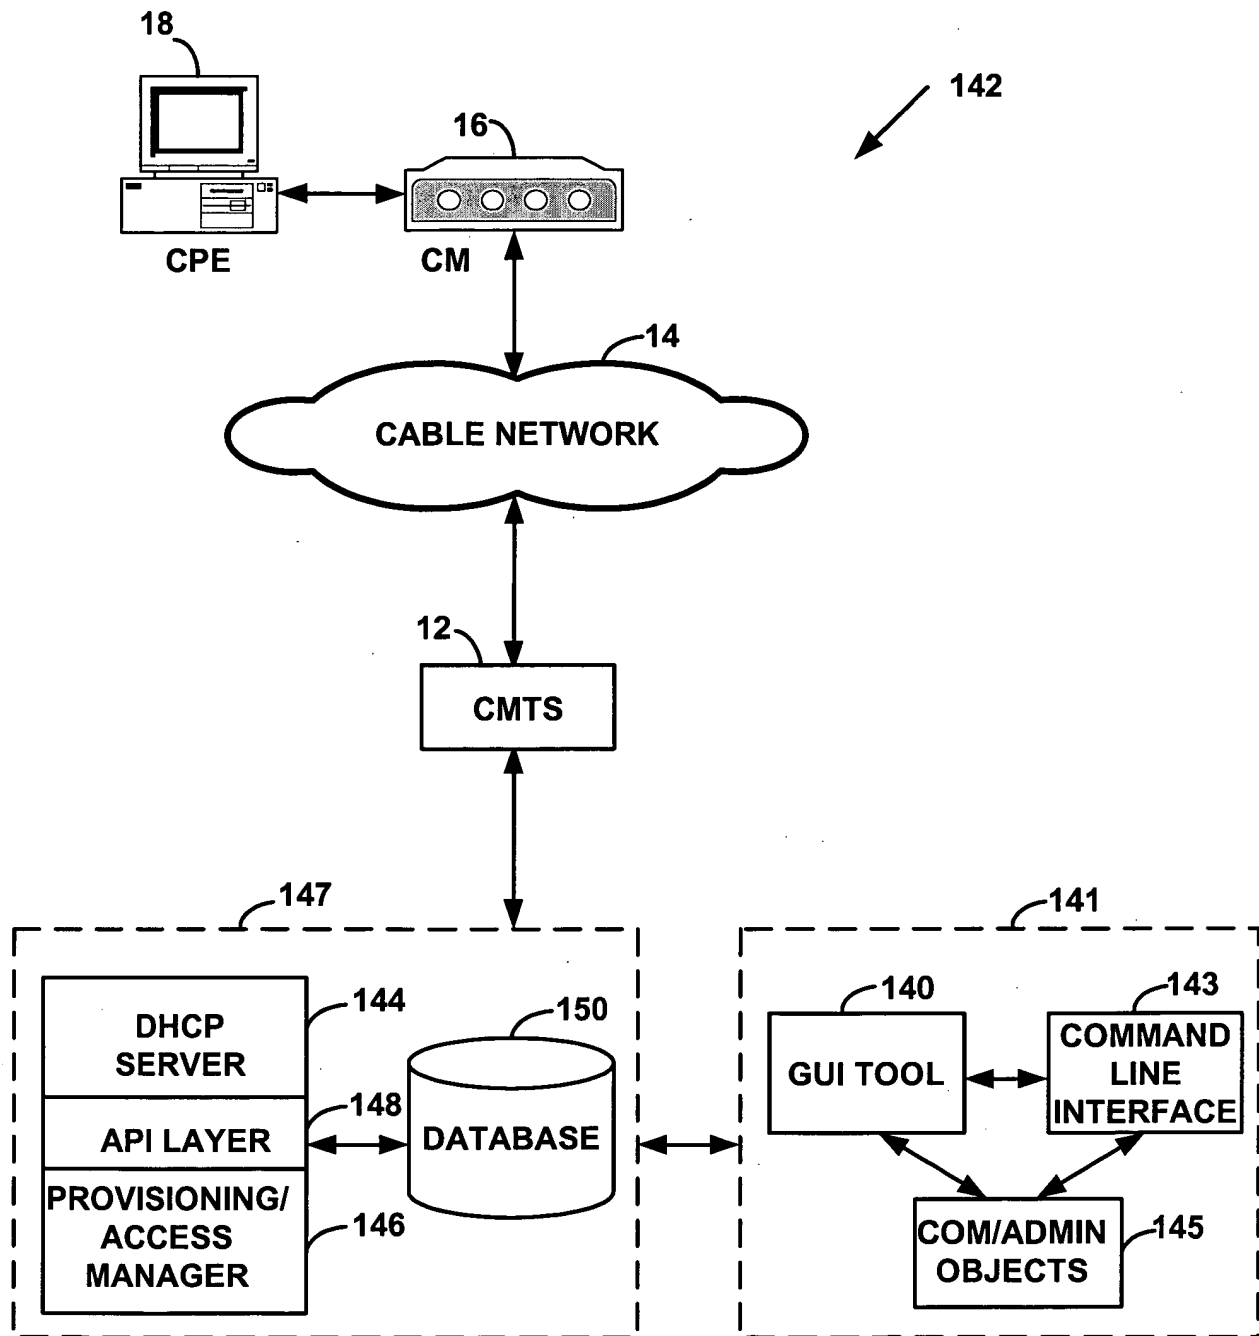 18
142
16
CPE
CM
14
CABLE NETWORK
12
CMTS
147
141
144
150
140
143
DHCP
SERVER
GUI TOOL
COMMAND
LINE
INTERFACE
148
API LAYER
DATABASE
PROVISIONING/
ACCESS
MANAGER
146
COM/ADMIN
OBJECTS
145